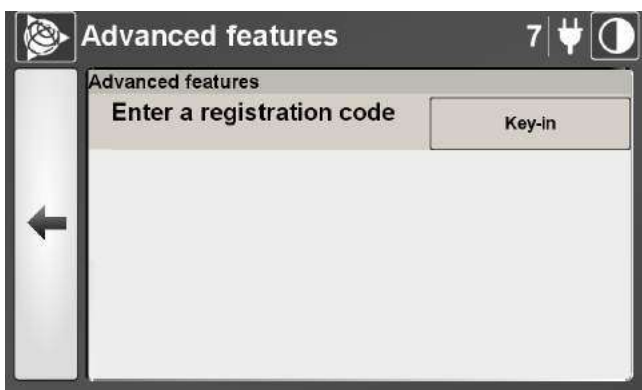 Advanced features 7
Advanced features
Enter a registration code Key-in